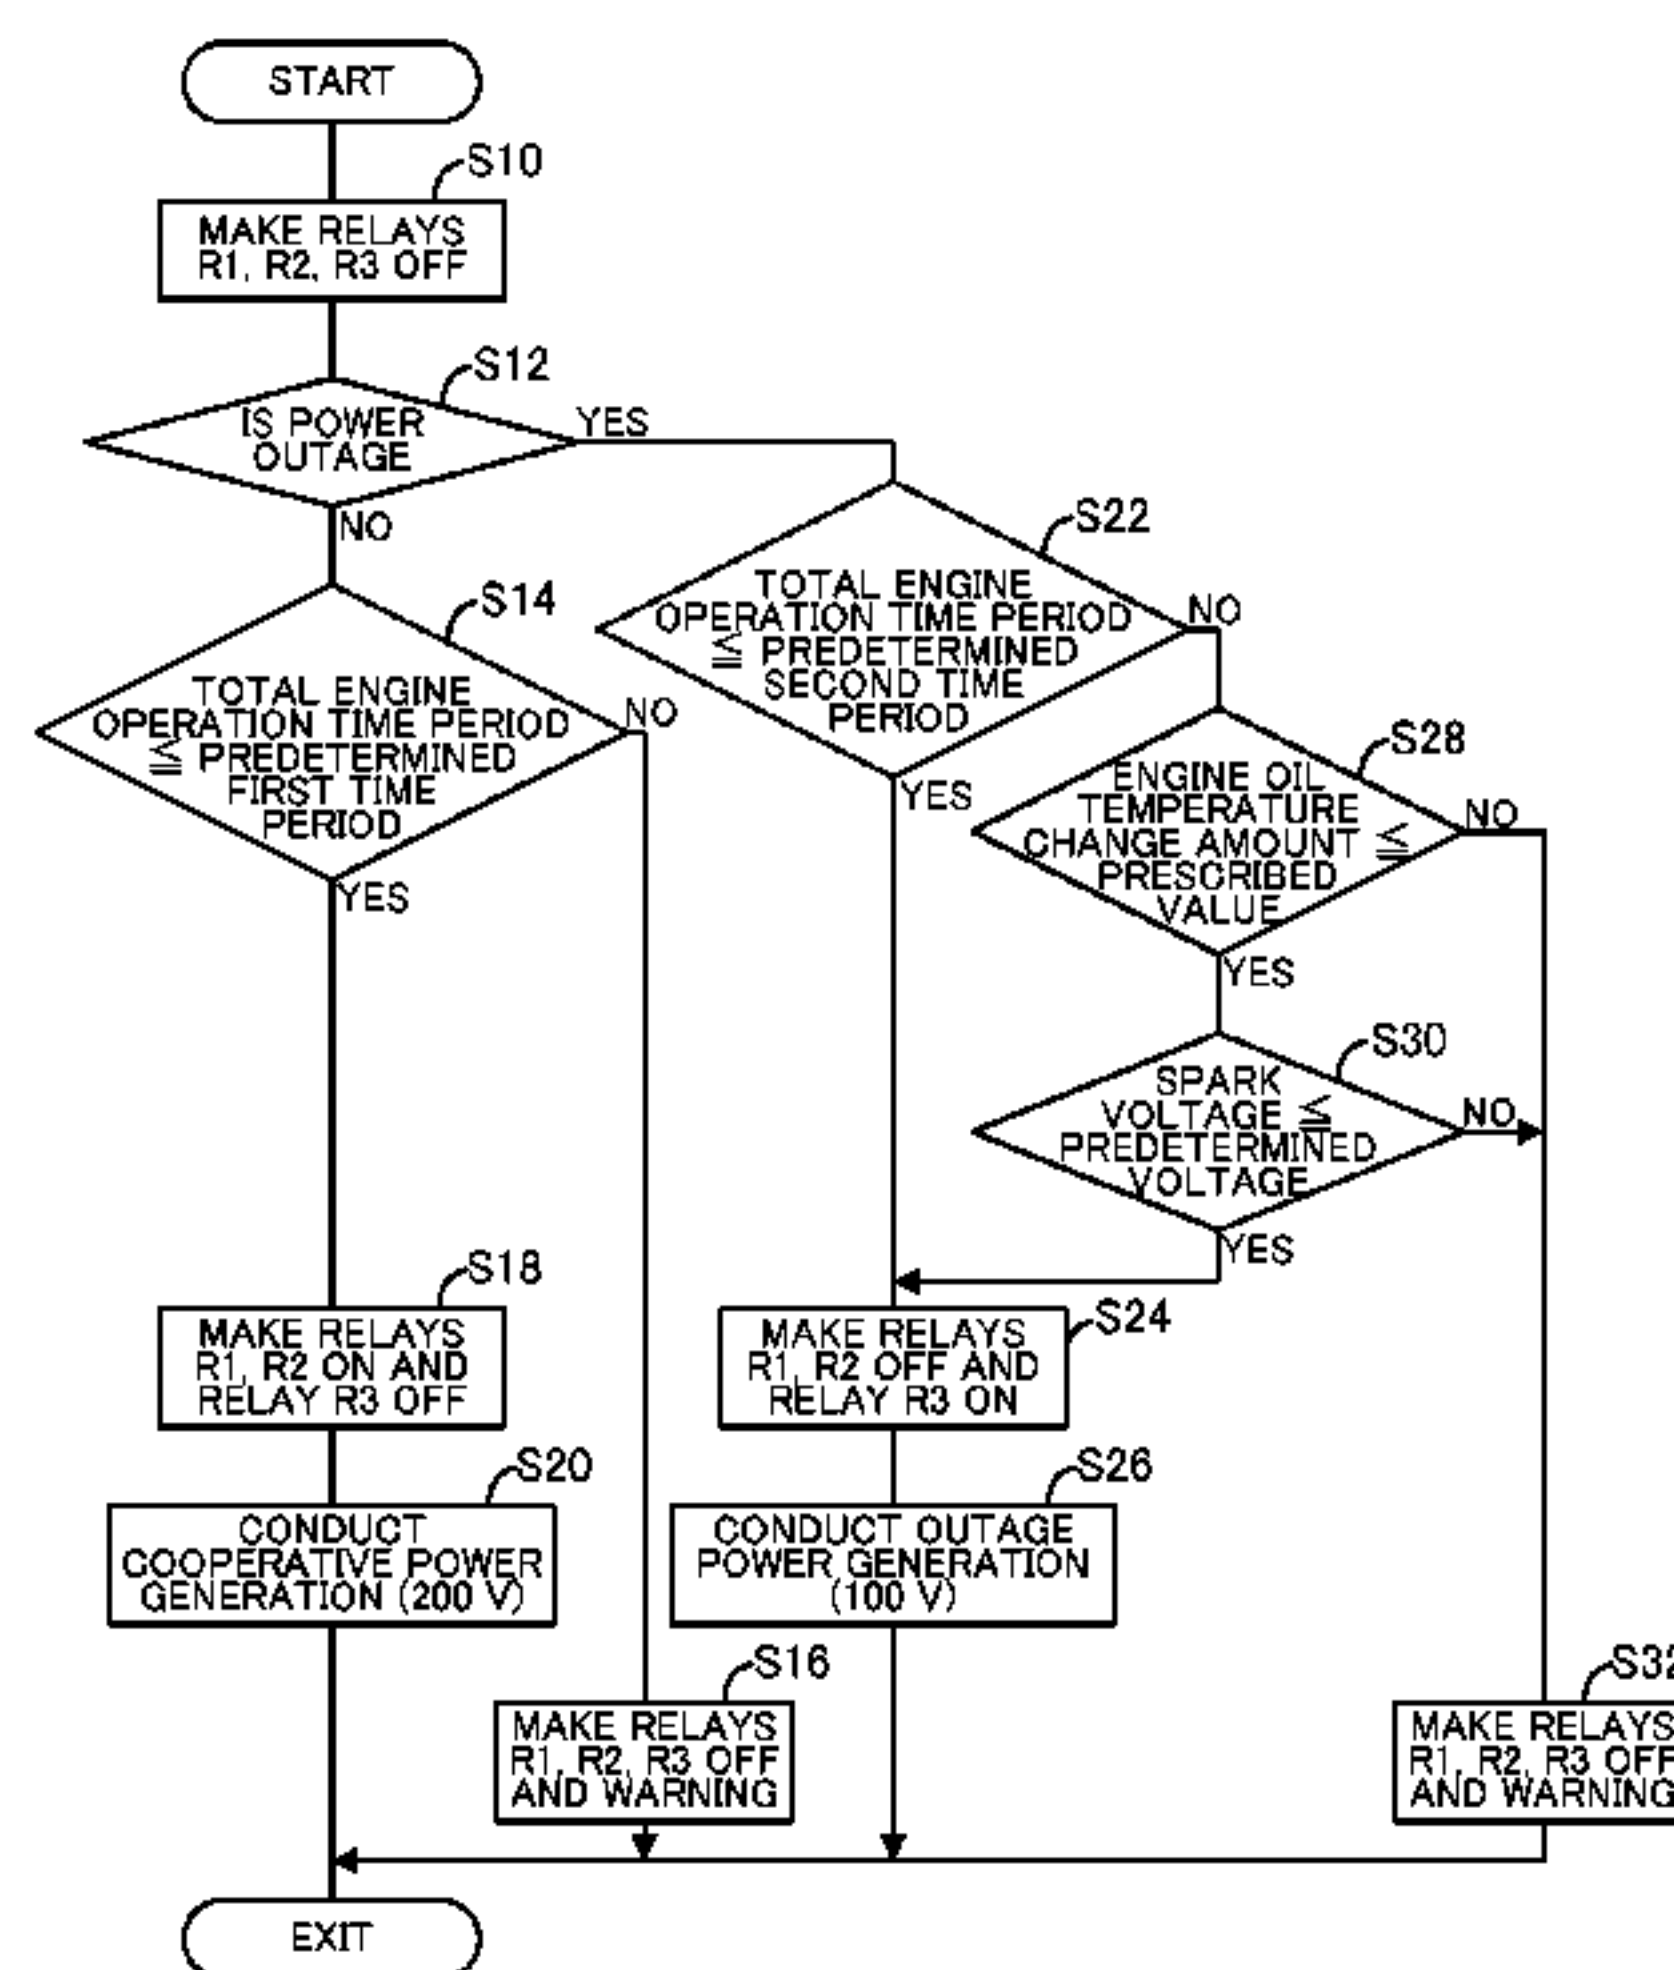 START
S10
MAKE RELAYS
R1, R2, R3 OFF
S12
IS POWER
OUTAGE
YES
NO
S22
TOTAL ENGINE
OPERATION TIME PERIOD
≦ PREDETERMINED
SECOND TIME
PERIOD
NO
YES
S14
TOTAL ENGINE
OPERATION TIME PERIOD
≦ PREDETERMINED
FIRST TIME
PERIOD
NO
YES
S28
ENGINE OIL
TEMPERATURE
CHANGE AMOUNT ≦
PRESCRIBED
VALUE
NO
YES
S30
SPARK
VOLTAGE ≦
PREDETERMINED
VOLTAGE
NO
YES
S18
MAKE RELAYS
R1, R2 ON AND
RELAY R3 OFF
S24
MAKE RELAYS
R1, R2 OFF AND
RELAY R3 ON
S20
CONDUCT
COOPERATIVE POWER
GENERATION (200 V)
S26
CONDUCT OUTAGE
POWER GENERATION
(100 V)
S16
MAKE RELAYS
R1, R2, R3 OFF
AND WARNING
S32
MAKE RELAYS
R1, R2, R3 OFF
AND WARNING
EXIT